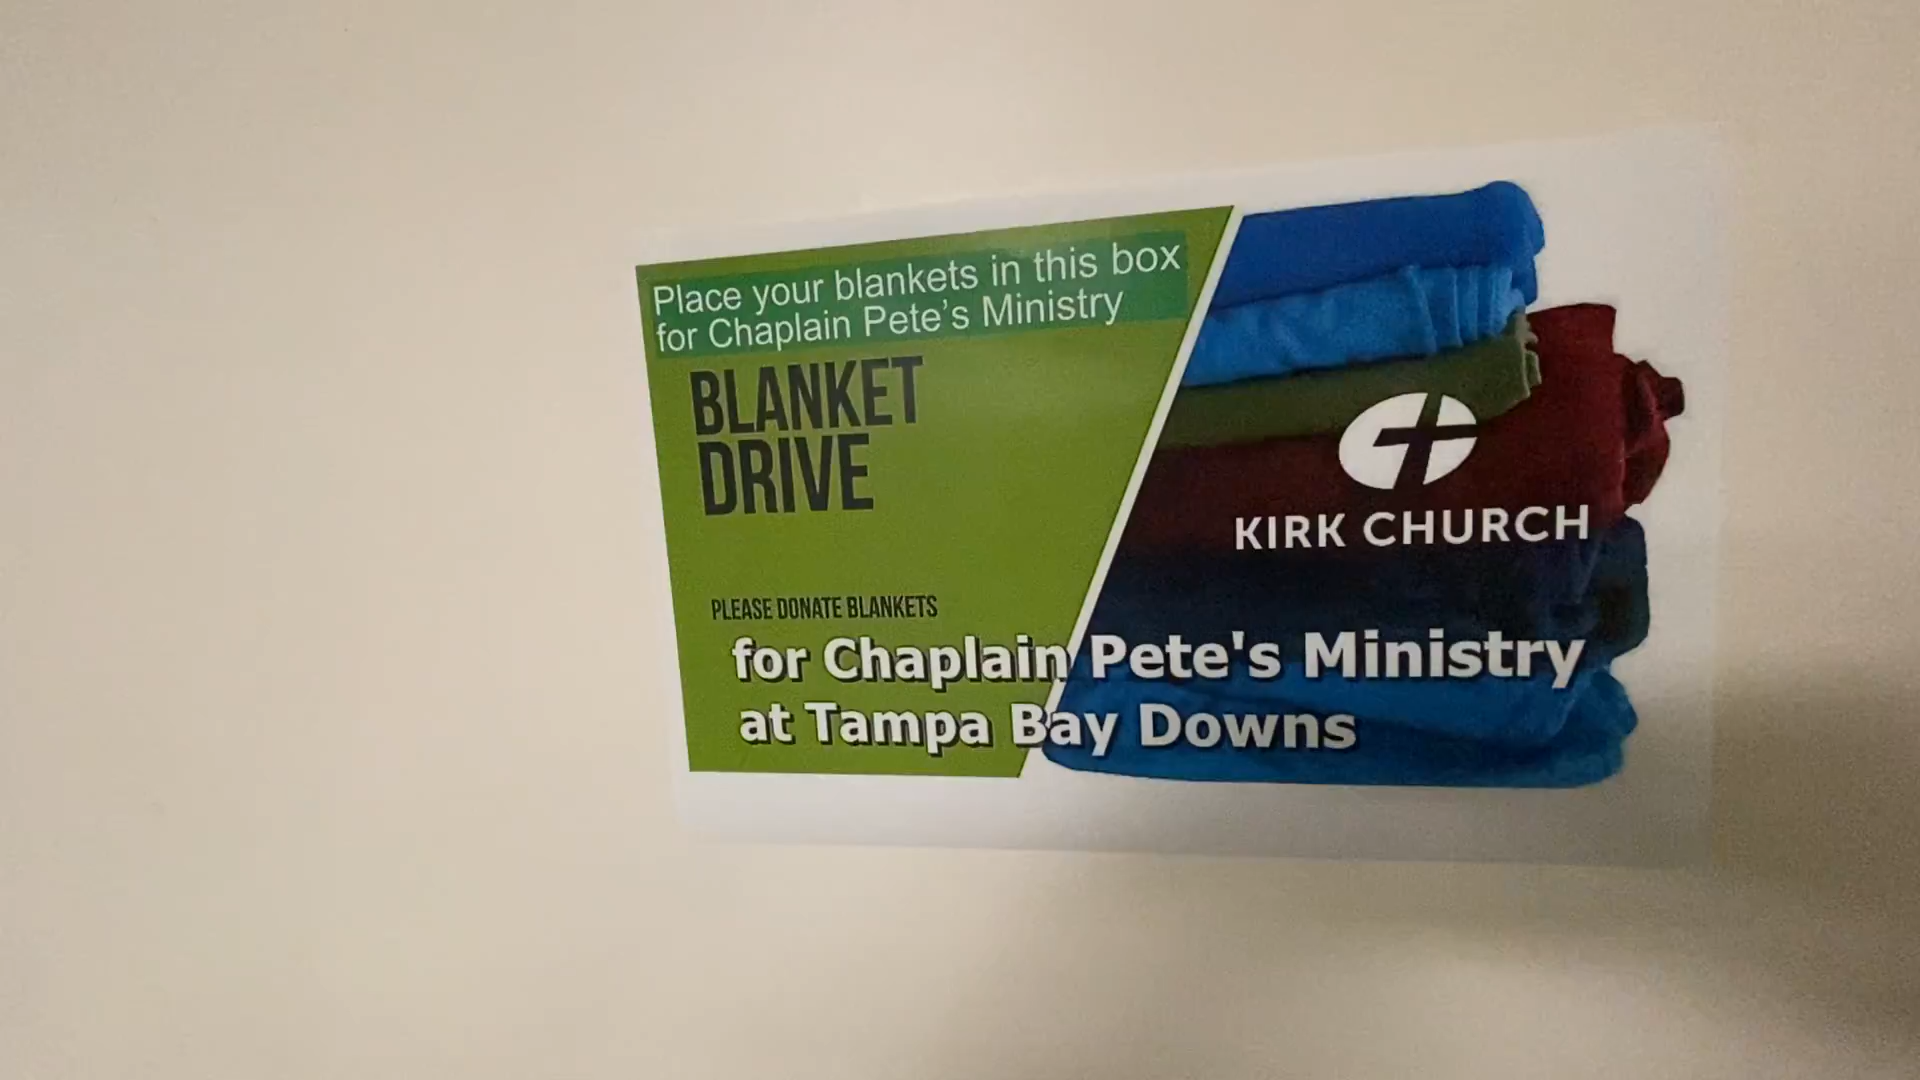 Place your blankets in this box
for Chaplain Pete’s Ministry
BLANKET
DRIVE
KIRK CHURCH
PLEASE DONATE BLANKETS
for Chaplain Pete's Ministry
at Tampa Bay Downs